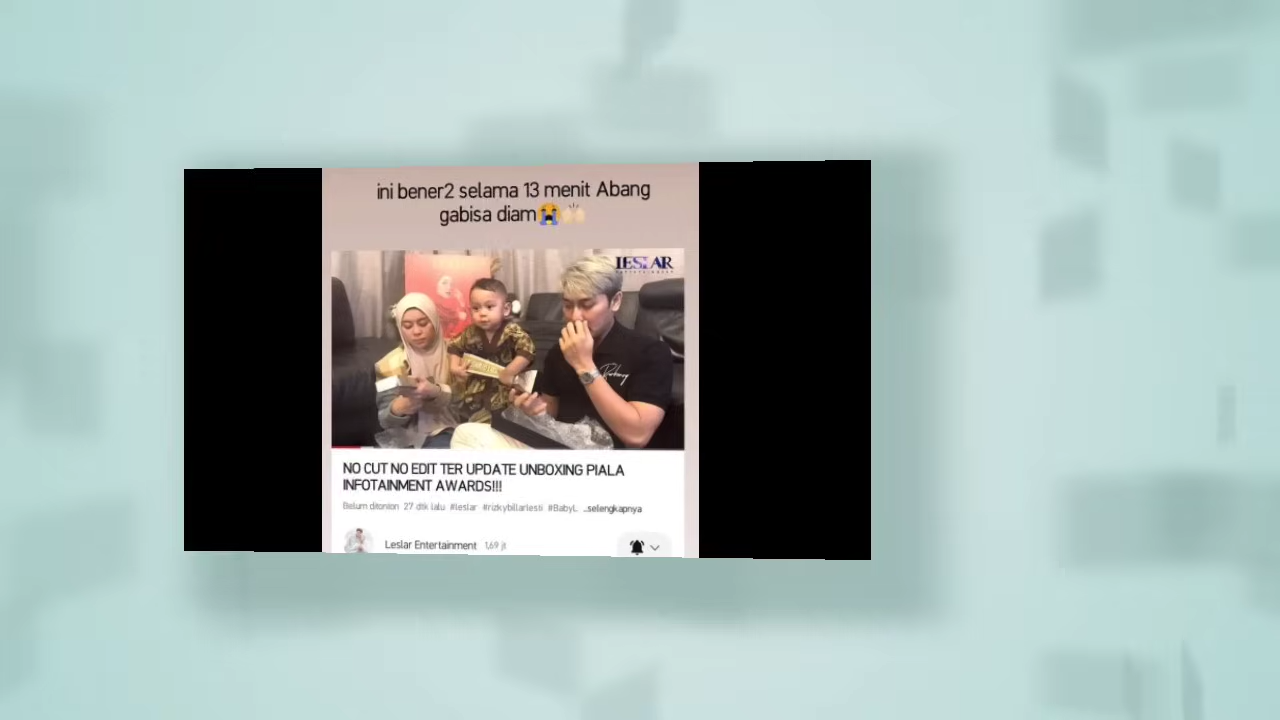 ini bener2 selama 13 menit Abang
gabisa diam😭🙌🏻
LESLAR
ENTERTAINMENT
NO CUT NO EDIT TER UPDATE UNBOXING PIALA
INFOTAINMENT AWARDS!!!
Belum ditonton 27 dtk lalu #leslar #rizkybillarlesti #BabyL ...selengkapnya
Leslar Entertainment 1,69 jt